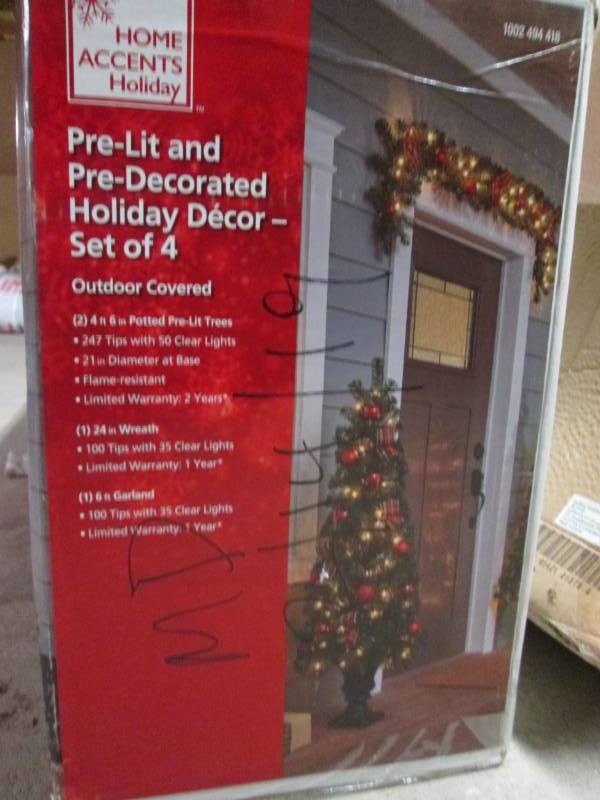 1002 494 418
HOME
ACCENTS
Holiday
TM
Pre-Lit and
Pre-Decorated
Holiday Décor –
Set of 4
Outdoor Covered
(2) 4 ft 6 in Potted Pre-Lit Trees
• 247 Tips with 50 Clear Lights
• 21 in Diameter at Base
• Flame-resistant
• Limited Warranty: 2 Years*
(1) 24 in Wreath
• 100 Tips with 35 Clear Lights
• Limited Warranty: 1 Year*
(1) 6 ft Garland
• 100 Tips with 35 Clear Lights
• Limited Warranty: 1 Year*